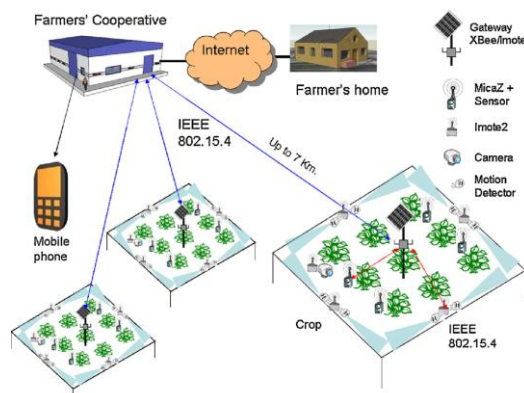 Farmers' Cooperative
Internet
Farmer's home
Gateway
XBee/Imote
MicaZ +
Sensor
Imote2
Camera
Motion
Detector
IEEE
802.15.4
Up to 7 Km.
Mobile
phone
Crop
IEEE
802.15.4